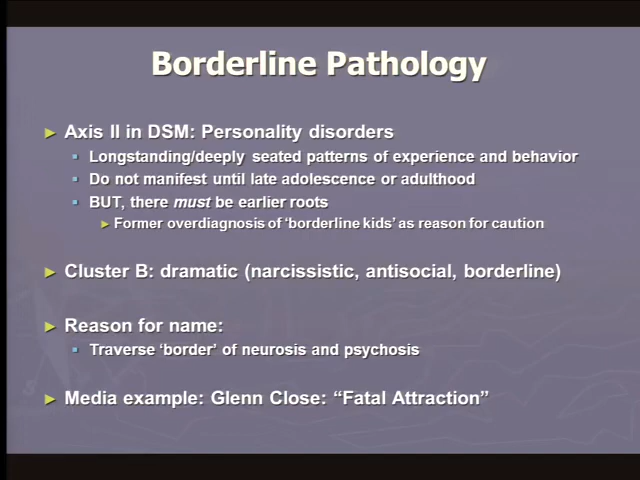 Borderline Pathology
► Axis II in DSM: Personality disorders
▪ Longstanding/deeply seated patterns of experience and behavior
▪ Do not manifest until late adolescence or adulthood
▪ BUT, there must be earlier roots
► Former overdiagnosis of ‘borderline kids’ as reason for caution
► Cluster B: dramatic (narcissistic, antisocial, borderline)
► Reason for name:
▪ Traverse ‘border’ of neurosis and psychosis
► Media example: Glenn Close: “Fatal Attraction”